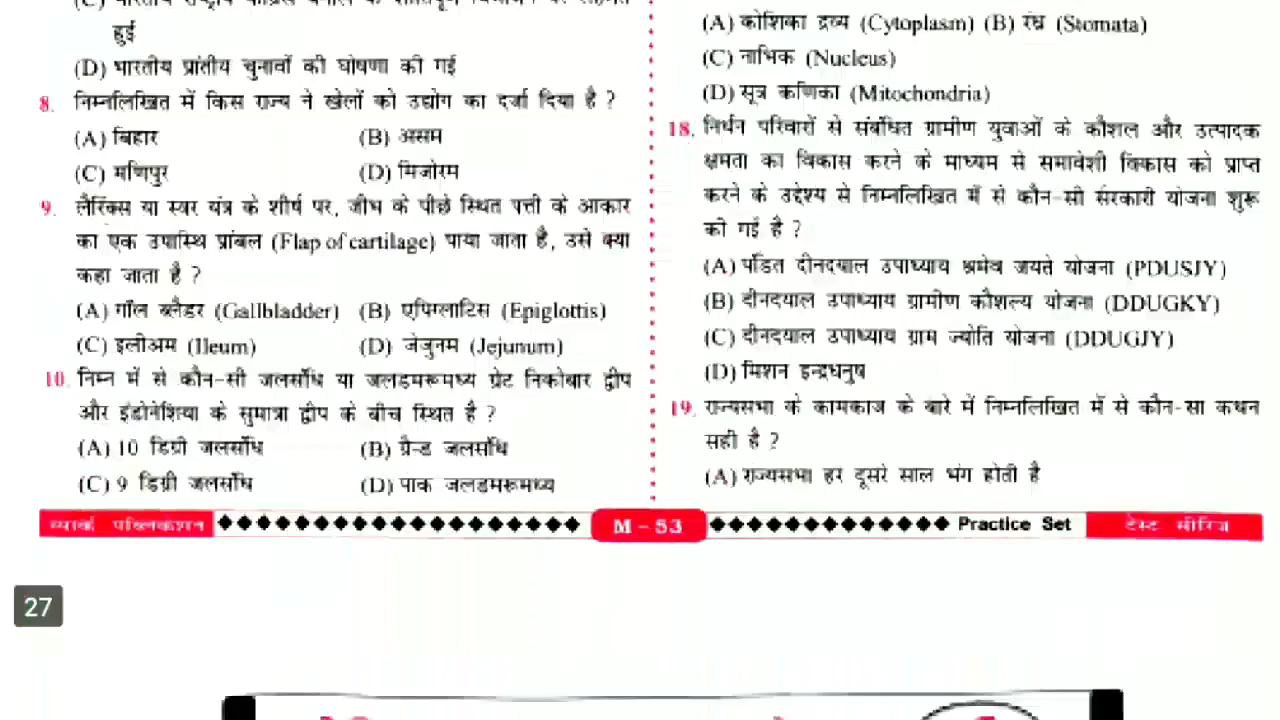 हुई
(D) भारतीय प्रांतीय चुनावों की घोषणा की गई
8. निम्नलिखित में किस राज्य ने खेलों को उद्योग का दर्जा दिया है ?
(A) बिहार (B) असम
(C) मणिपुर (D) मिजोरम
9. लैरिंक्स या स्वर यंत्र के शीर्ष पर, जीभ के पीछे स्थित पत्ती के आकार
का एक उपास्थि प्रांबल (Flap of cartilage) पाया जाता है, उसे क्या
कहा जाता है ?
(A) गॉल ब्लैडर (Gallbladder) (B) एपिग्लाटिस (Epiglottis)
(C) इलीअम (Ileum) (D) जेजुनम (Jejunum)
10. निम्न में से कौन-सी जलसंधि या जलडमरूमध्य ग्रेट निकोबार द्वीप
और इंडोनेशिया के सुमात्रा द्वीप के बीच स्थित है ?
(A) 10 डिग्री जलसंधि (B) ग्रैन्ड जलसंधि
(C) 9 डिग्री जलसंधि (D) पाक जलडमरूमध्य
(A) कोशिका द्रव्य (Cytoplasm) (B) रंध्र (Stomata)
(C) नाभिक (Nucleus)
(D) सूत्र कणिका (Mitochondria)
18. निर्धन परिवारों से संबंधित ग्रामीण युवाओं के कौशल और उत्पादक
क्षमता का विकास करने के माध्यम से समावेशी विकास को प्राप्त
करने के उद्देश्य से निम्नलिखित में से कौन-सी सरकारी योजना शुरू
की गई है ?
(A) पंडित दीनदयाल उपाध्याय श्रमेव जयते योजना (PDUSJY)
(B) दीनदयाल उपाध्याय ग्रामीण कौशल्य योजना (DDUGKY)
(C) दीनदयाल उपाध्याय ग्राम ज्योति योजना (DDUGJY)
(D) मिशन इन्द्रधनुष
19. राज्यसभा के कामकाज के बारे में निम्नलिखित में से कौन-सा कथन
सही है ?
(A) राज्यसभा हर दूसरे साल भंग होती है
स्पार्क पब्लिकेशन M – 53 Practice Set टेस्ट सीरिज
27